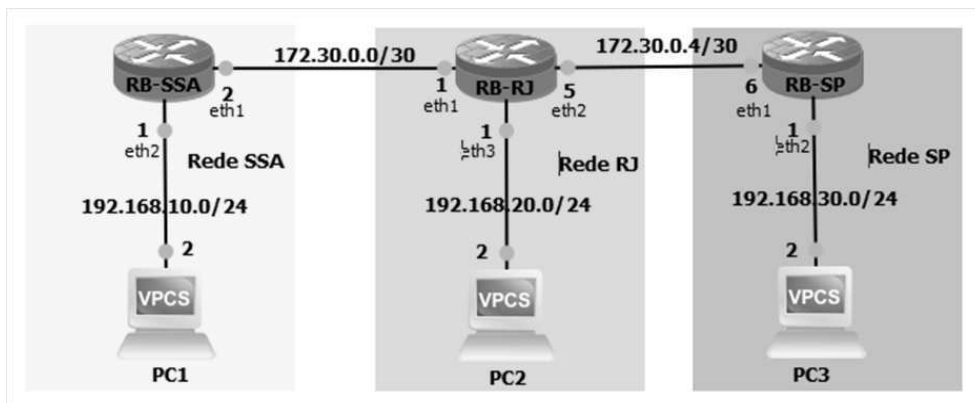 172.30.0.0/30
172.30.0.4/30
RB-SSA
2
eth1
1
eth1
RB-RJ
5
eth2
6
eth1
RB-SP
1
eth2
Rede SSA
1
eth3
Rede RJ
1
eth2
Rede SP
192.168.10.0/24
192.168.20.0/24
192.168.30.0/24
2
2
2
VPCS
VPCS
VPCS
PC1
PC2
PC3